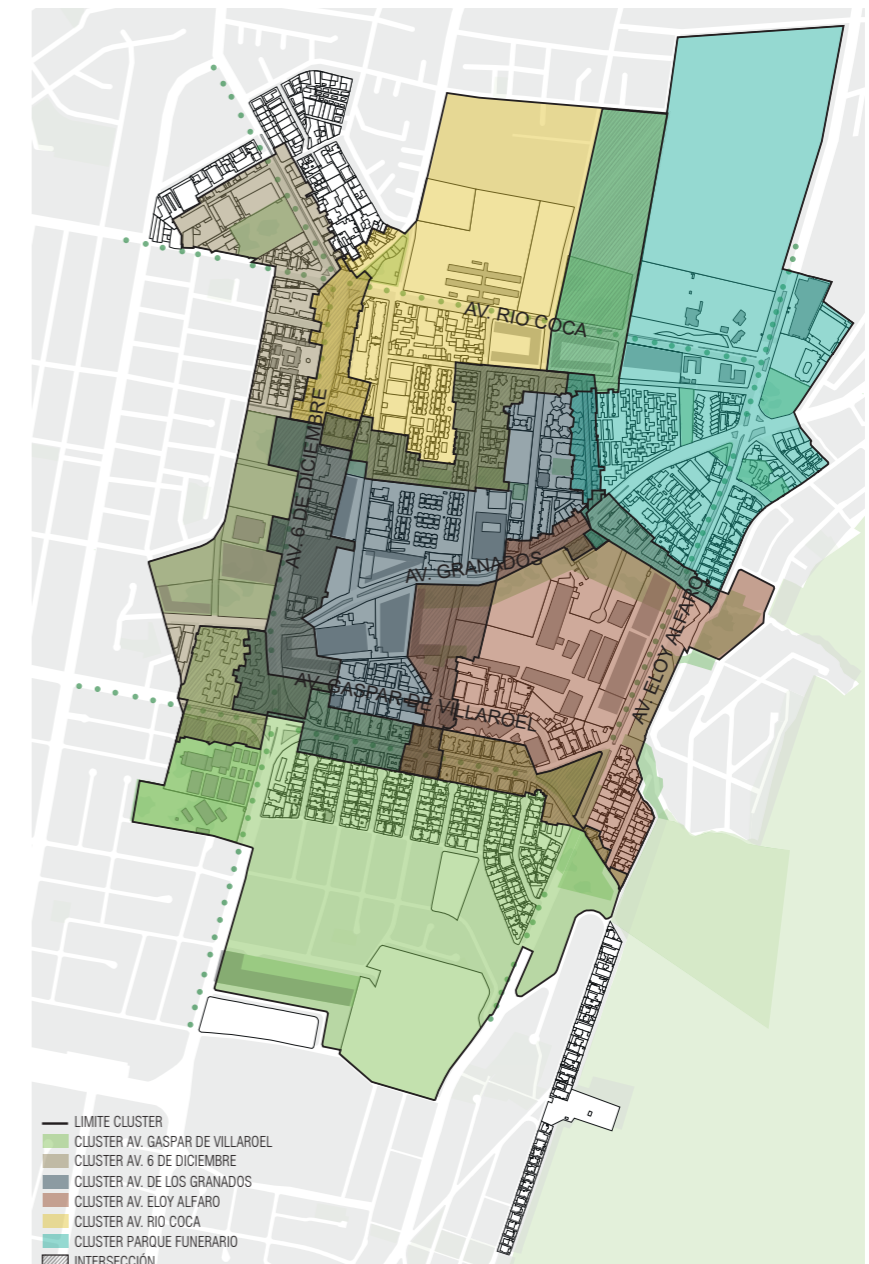 AV. RIO COCA
AV. 6 DE DICEMBRE
AV. GRANADOS
AV. ELOY ALFARO
AV. GASPAR DE VILLAROEL
LIMITE CLUSTER
CLUSTER AV. GASPAR DE VILLAROEL
CLUSTER AV. 6 DE DICIEMBRE
CLUSTER AV. DE LOS GRANADOS
CLUSTER AV. ELOY ALFARO
CLUSTER AV. RIO COCA
CLUSTER PARQUE FUNERARIO
INTERSECCIÓN